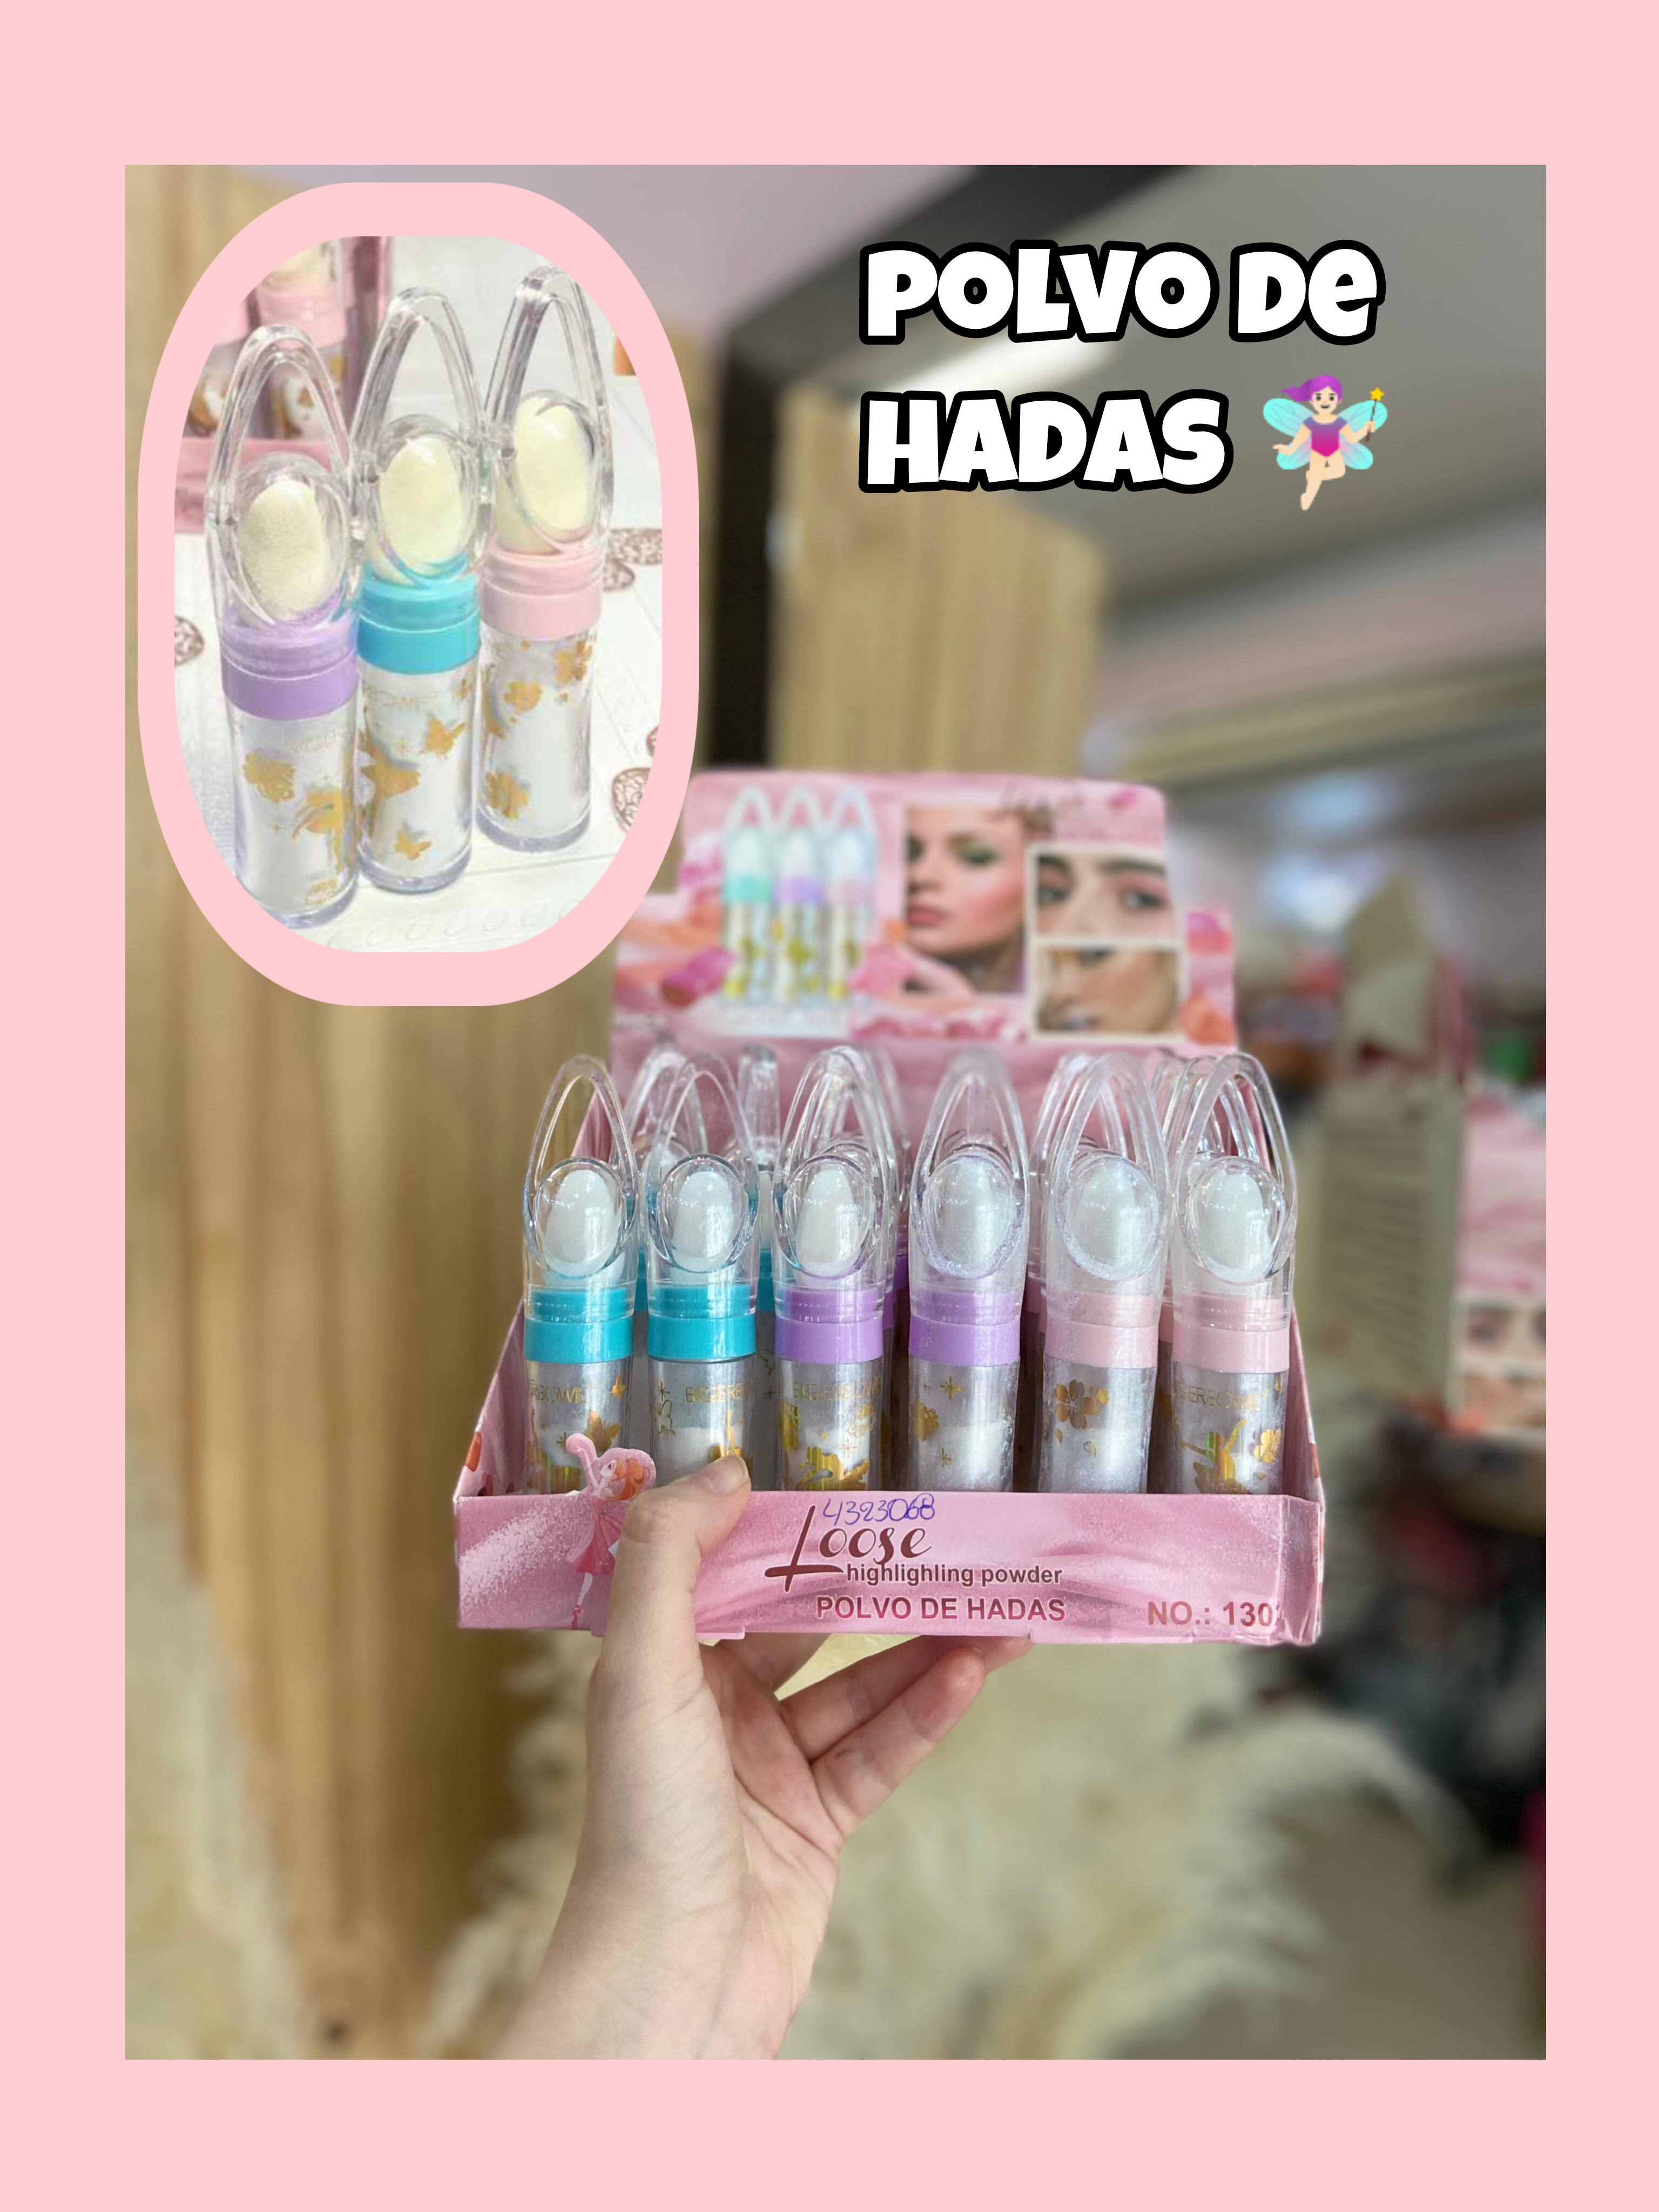 POLVO De
HADAS
4323068
Loose
highlighling powder
POLVO DE HADAS
NO.: 130